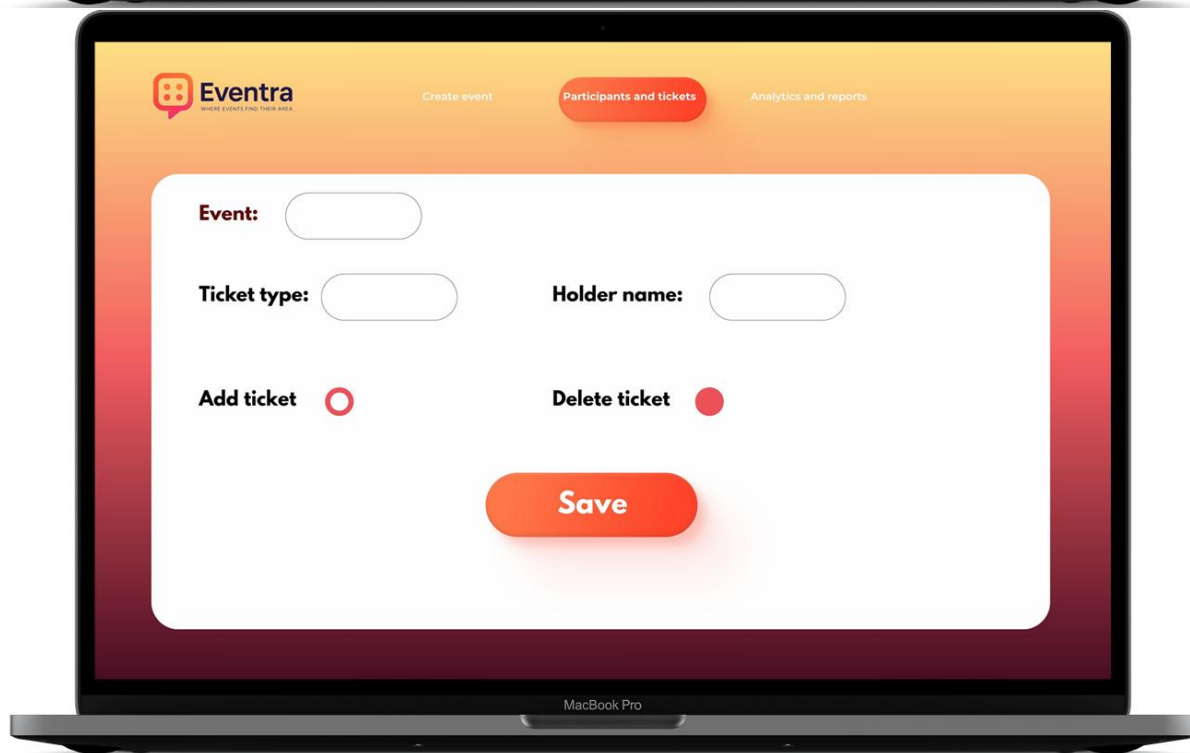 Eventra
WHERE EVENTS FIND THEIR AREA
Create event
Participants and tickets
Analytics and reports
Event:
Ticket type:
Holder name:
Add ticket
Delete ticket
Save
MacBook Pro